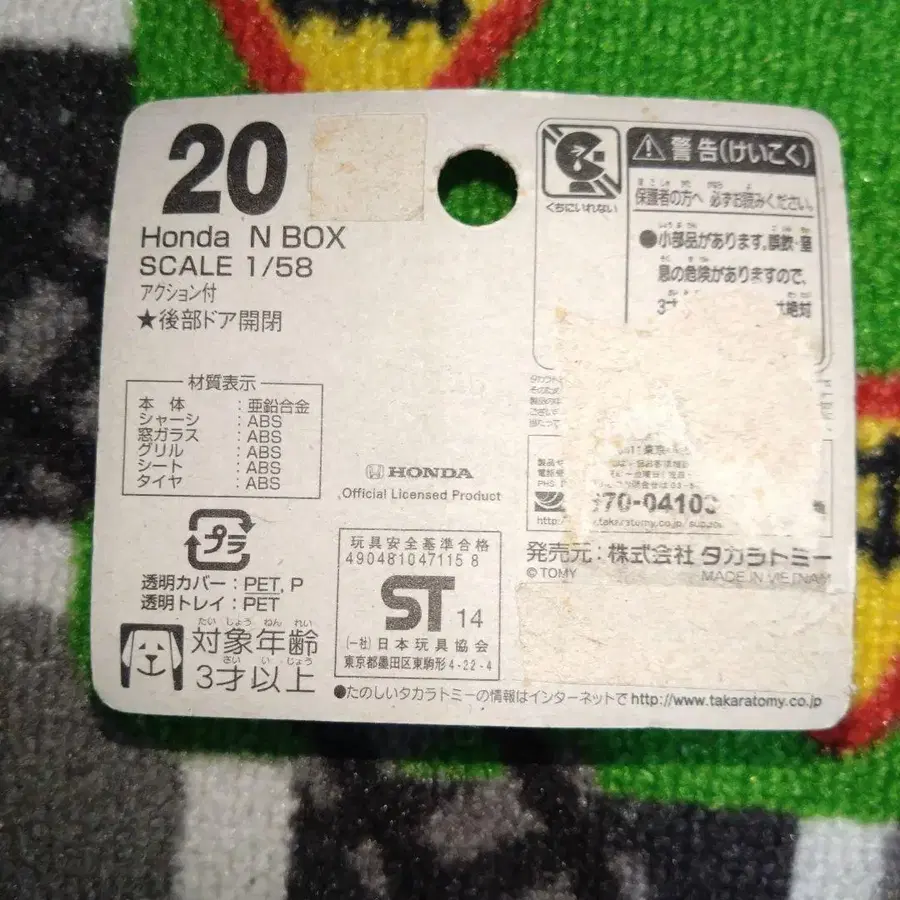 20
Honda N BOX
SCALE 1/58
アクション付
★後部ドア開閉
材質表示
本体 : 亜鉛合金
シャーシ : ABS
窓ガラス : ABS
グリル : ABS
シート : ABS
タイヤ : ABS
プラ
透明カバー : PET, P
透明トレイ : PET
たいしょうねんれい
対象年齢
さいいじょう
3才以上
HONDA
Official Licensed Product
玩具安全基準合格
490481047115 8
ST 14
(一社)日本玩具協会
東京都墨田区東駒形4-22-4
くちにいれない
警告(けいこく)
保護者の方へ 必ずお読みください。
●小部品があります。誤飲・窒
息の危険がありますので、
絶対
70-0410
発売元:株式会社 タカラトミー
© TOMY
MADE IN VIETNAM
●たのしいタカラトミーの情報はインターネットで http://www.takaratomy.co.jp